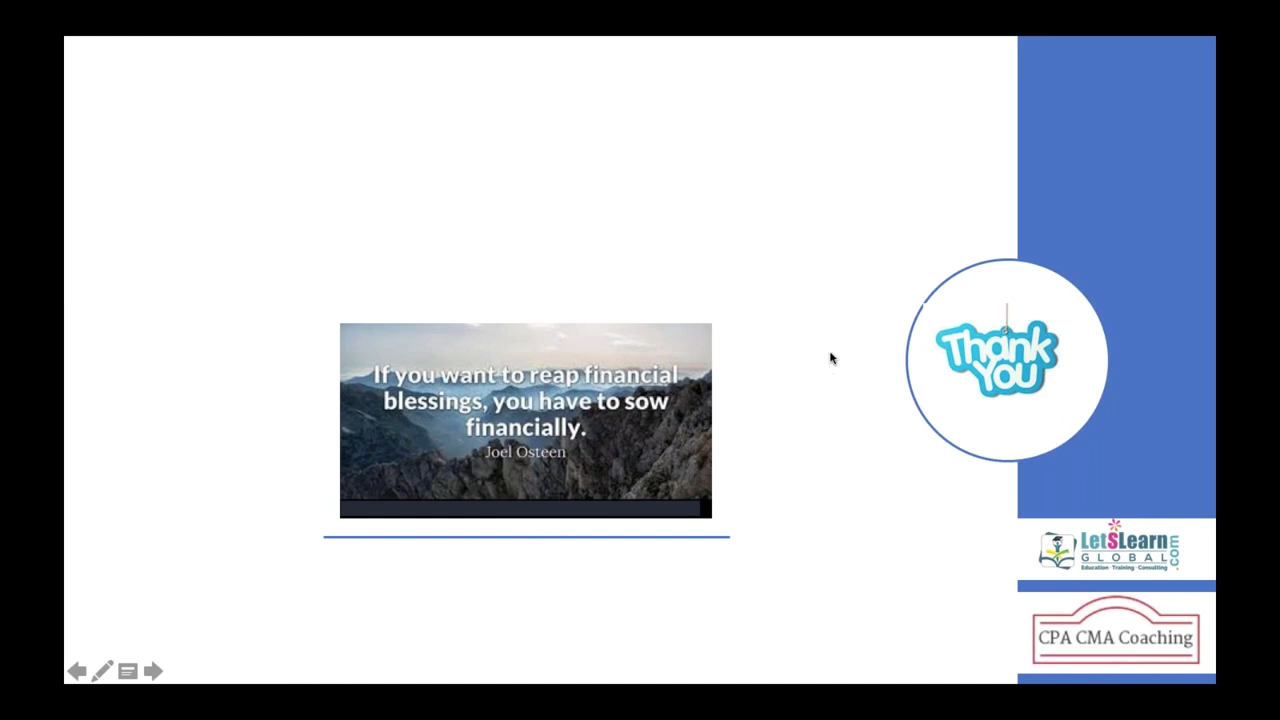 If you want to reap financial
blessings, you have to sow
financially.
Joel Osteen
Thank
You
LetSLearn
GLOBAL
.com
Education Training Consulting
CPA CMA Coaching